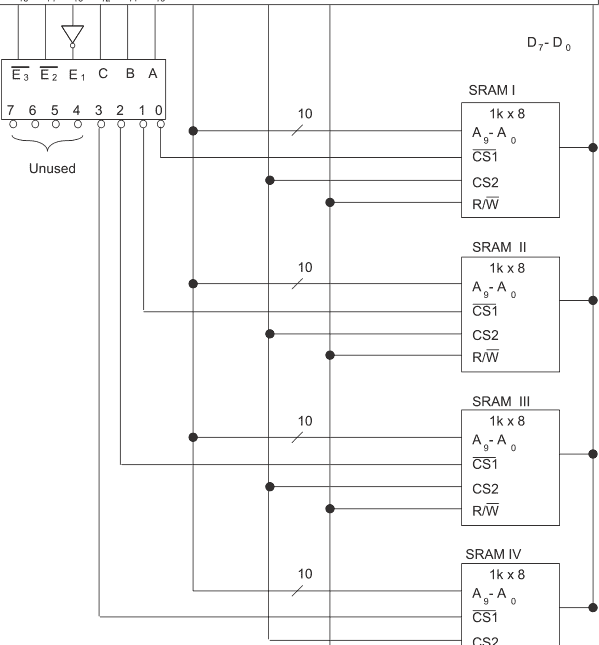 D7-D0
E3 E2 E1 C B A
7 6 5 4 3 2 1 0
Unused
SRAM I
1k x 8
A9-A0
CS1
CS2
R/W
10
SRAM II
1k x 8
A9-A0
CS1
CS2
R/W
10
SRAM III
1k x 8
A9-A0
CS1
CS2
R/W
10
SRAM IV
1k x 8
A9-A0
CS1
CS2
10